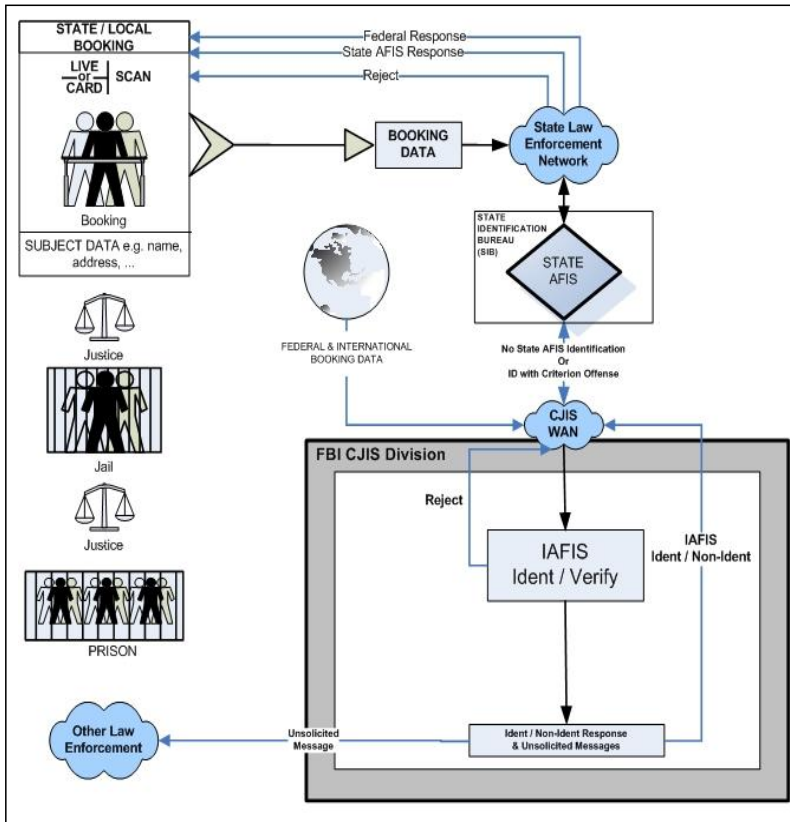 STATE / LOCAL
BOOKING
LIVE
or
CARD
SCAN
Booking
SUBJECT DATA e.g. name,
address, ...
Federal Response
State AFIS Response
Reject
BOOKING
DATA
State Law
Enforcement
Network
STATE
IDENTIFICATION
BUREAU
(SIB)
STATE
AFIS
FEDERAL & INTERNATIONAL
BOOKING DATA
No State AFIS Identification
Or
ID with Criterion Offense
CJIS
WAN
Justice
Jail
Justice
PRISON
FBI CJIS Division
Reject
IAFIS
Ident / Verify
IAFIS
Ident / Non-Ident
Ident / Non-Ident Response
& Unsolicited Messages
Unsolicited
Message
Other Law
Enforcement